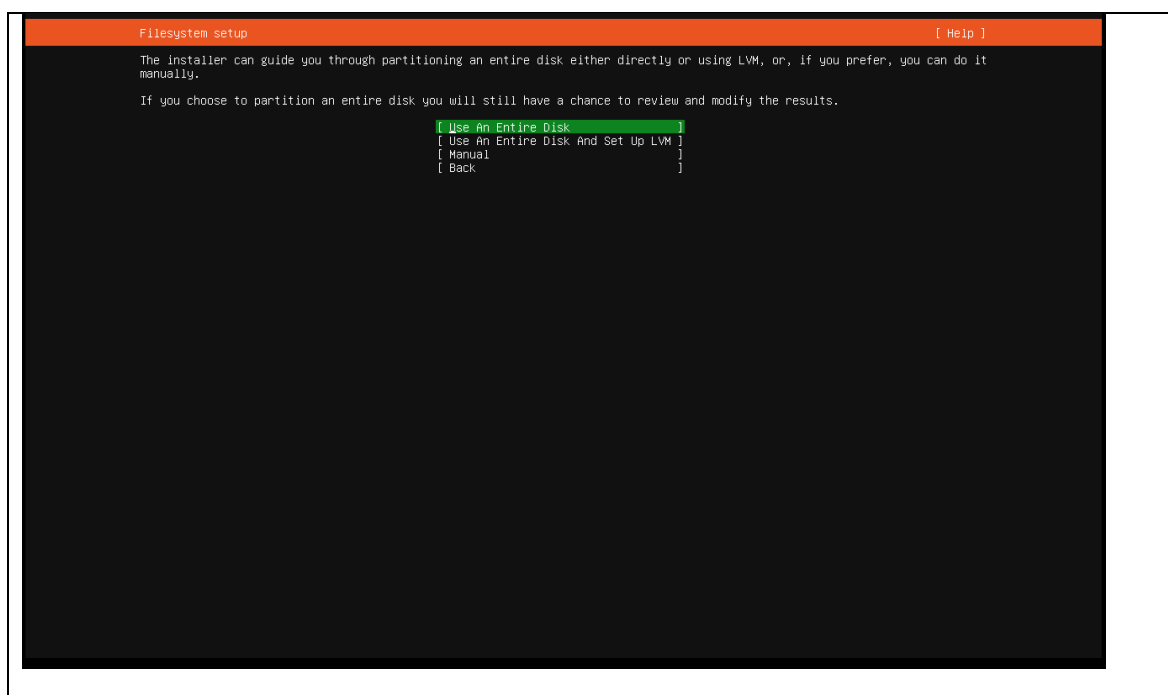 Filesystem setup [ Help ]
The installer can guide you through partitioning an entire disk either directly or using LVM, or, if you prefer, you can do it
manually.
If you choose to partition an entire disk you will still have a chance to review and modify the results.
[ Use An Entire Disk ]
[ Use An Entire Disk And Set Up LVM ]
[ Manual ]
[ Back ]